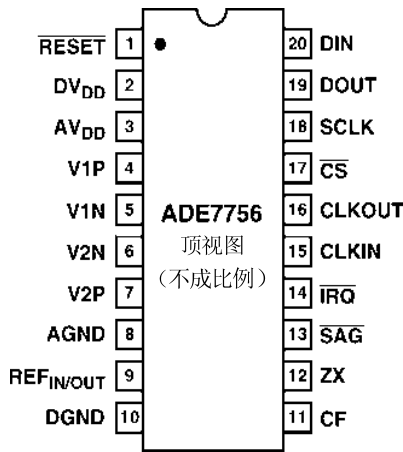 RESET 1 20 DIN
DVDD 2 19 DOUT
AVDD 3 18 SCLK
V1P 4 17 CS
V1N 5 16 CLKOUT
ADE7756
V2N 6 顶视图 15 CLKIN
(不成比例)
V2P 7 14 IRQ
AGND 8 13 SAG
REFIN/OUT 9 12 ZX
DGND 10 11 CF